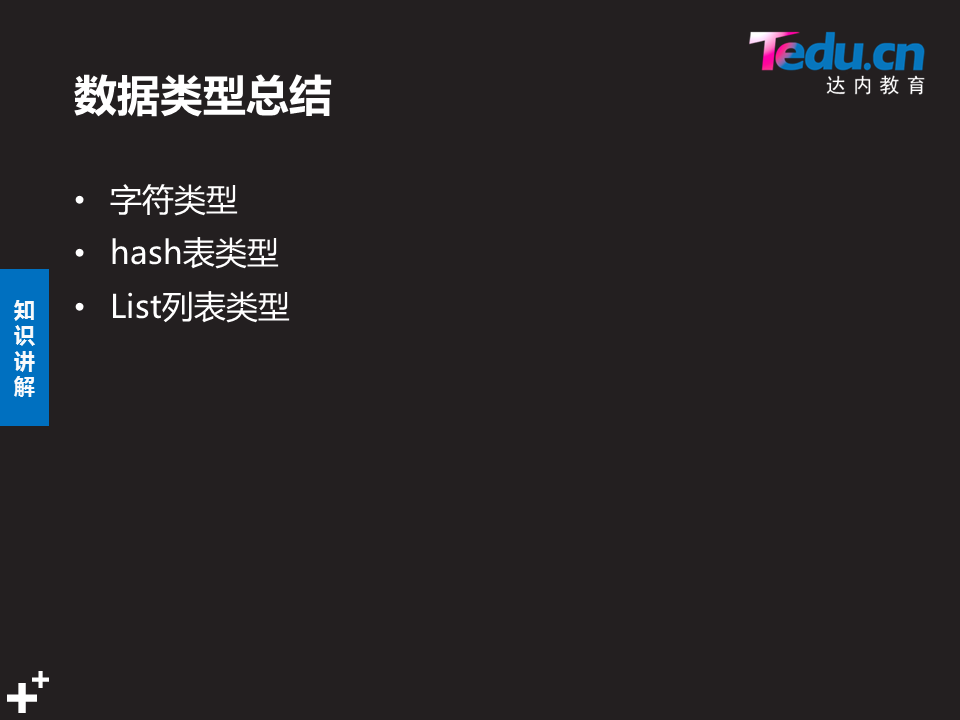 Tedu.cn
达内教育
数据类型总结
• 字符类型
• hash表类型
• List列表类型
知
识
讲
解